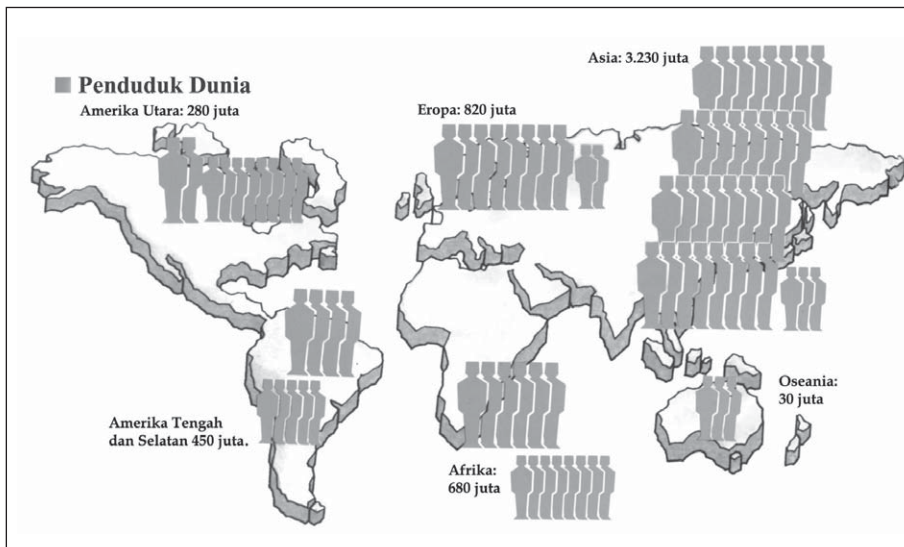 Penduduk Dunia
Amerika Utara: 280 juta
Eropa: 820 juta
Asia: 3.230 juta
Amerika Tengah
dan Selatan 450 juta.
Afrika:
680 juta
Oseania:
30 juta